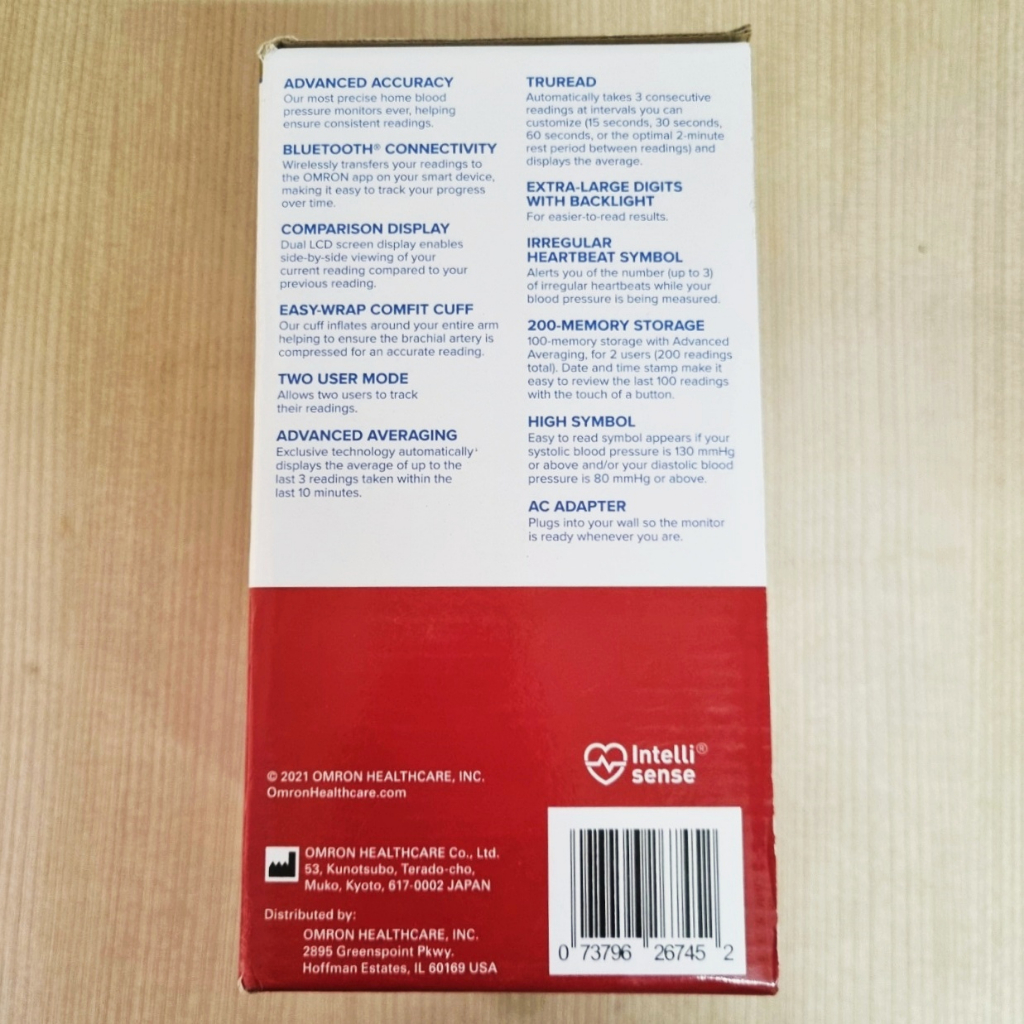 ADVANCED ACCURACY
Our most precise home blood
pressure monitors ever, helping
ensure consistent readings.
BLUETOOTH® CONNECTIVITY
Wirelessly transfers your readings to
the OMRON app on your smart device,
making it easy to track your progress
over time.
COMPARISON DISPLAY
Dual LCD screen display enables
side-by-side viewing of your
current reading compared to your
previous reading.
EASY-WRAP COMFIT CUFF
Our cuff inflates around your entire arm
helping to ensure the brachial artery is
compressed for an accurate reading.
TWO USER MODE
Allows two users to track
their readings.
ADVANCED AVERAGING
Exclusive technology automatically+
displays the average of up to the
last 3 readings taken within the
last 10 minutes.
TRUREAD
Automatically takes 3 consecutive
readings at intervals you can
customize (15 seconds, 30 seconds,
60 seconds, or the optimal 2-minute
rest period between readings) and
displays the average.
EXTRA-LARGE DIGITS
WITH BACKLIGHT
For easier-to-read results.
IRREGULAR
HEARTBEAT SYMBOL
Alerts you of the number (up to 3)
of irregular heartbeats while your
blood pressure is being measured.
200-MEMORY STORAGE
100-memory storage with Advanced
Averaging, for 2 users (200 readings
total). Date and time stamp make it
easy to review the last 100 readings
with the touch of a button.
HIGH SYMBOL
Easy to read symbol appears if your
systolic blood pressure is 130 mmHg
or above and/or your diastolic blood
pressure is 80 mmHg or above.
AC ADAPTER
Plugs into your wall so the monitor
is ready whenever you are.
Intelli®
sense
© 2021 OMRON HEALTHCARE, INC.
OmronHealthcare.com
OMRON HEALTHCARE Co., Ltd.
53, Kunotsubo, Terado-cho,
Muko, Kyoto, 617-0002 JAPAN
Distributed by:
OMRON HEALTHCARE, INC.
2895 Greenspoint Pkwy.
Hoffman Estates, IL 60169 USA
0 73796 26745 2